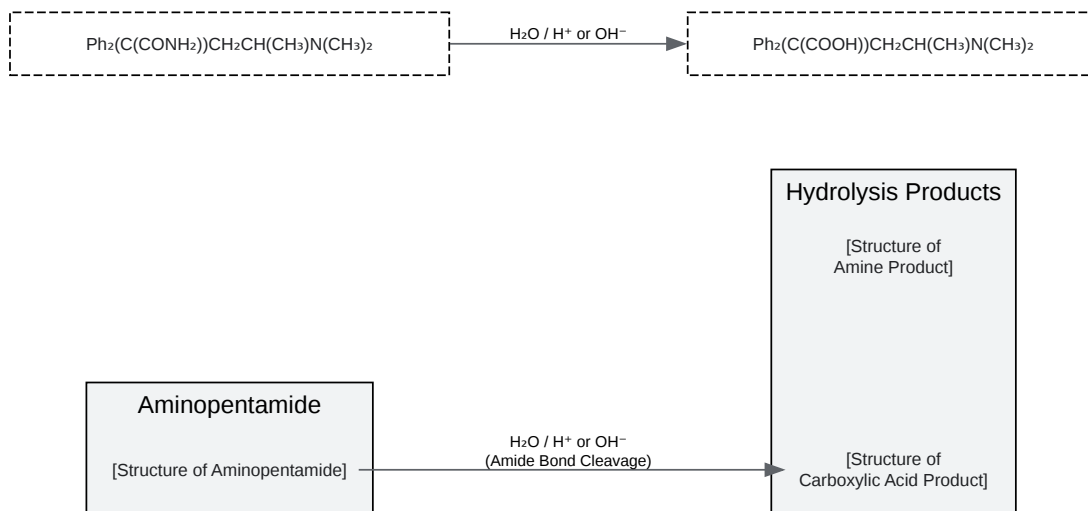 Ph₂(C(CONH₂))CH₂CH(CH₃)N(CH₃)₂
H₂O / H⁺ or OH⁻
Ph₂(C(COOH))CH₂CH(CH₃)N(CH₃)₂
Hydrolysis Products
[Structure of
Amine Product]
Aminopentamide
[Structure of Aminopentamide]
H₂O / H⁺ or OH⁻
(Amide Bond Cleavage)
[Structure of
Carboxylic Acid Product]